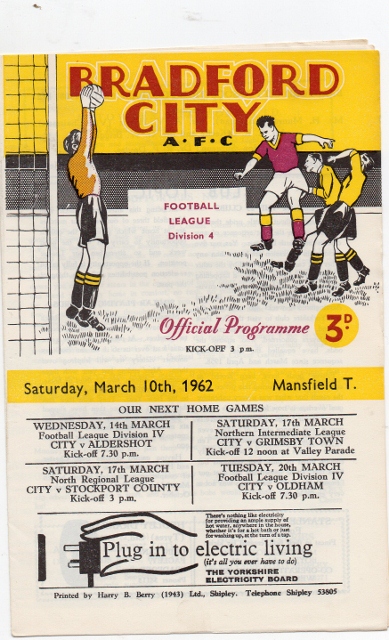 BRADFORD
CITY
A·F·C
FOOTBALL
LEAGUE
Division 4
Official Programme
3D.
KICK-OFF 3 p.m.
Saturday, March 10th, 1962 Mansfield T.
OUR NEXT HOME GAMES
WEDNESDAY, 14th MARCH
Football League Division IV
CITY v ALDERSHOT
Kick-off 7.30 p.m.
SATURDAY, 17th MARCH
Northern Intermediate League
CITY v GRIMSBY TOWN
Kick-off 12 noon at Valley Parade
SATURDAY, 17th MARCH
North Regional League
CITY v STOCKPORT COUNTY
Kick-off 3 p.m.
TUESDAY, 20th MARCH
Football League Division IV
CITY v OLDHAM
Kick-off 7.30 p.m.
There's nothing like electricity
for providing an ample supply of
hot water, anywhere in the house,
whether it's for a hot bath or just
for washing up, at the turn of a tap.
Plug in to electric living
(it's all you ever have to do)
THE YORKSHIRE
ELECTRICITY BOARD
Printed by Harry B. Berry (1943) Ltd., Shipley. Telephone Shipley 53805